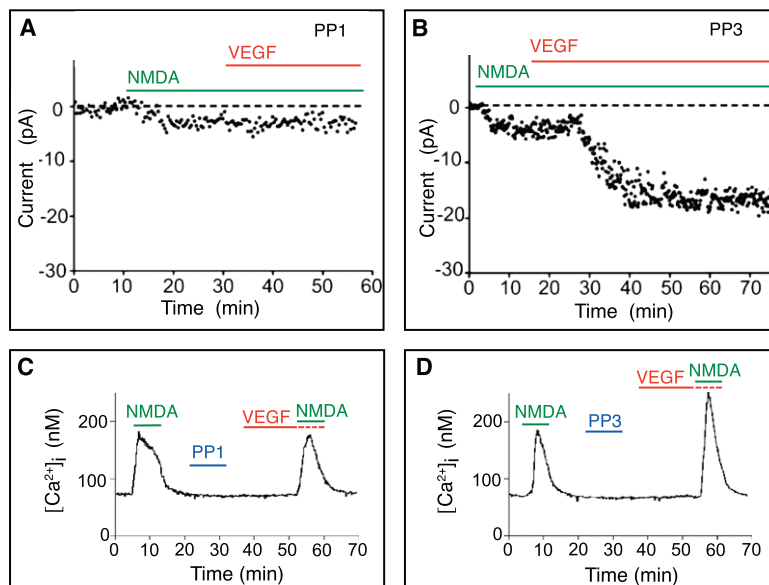 A
PP1
VEGF
NMDA
0
-10
-20
-30
Current (pA)
0 10 20 30 40 50 60
Time (min)
B
PP3
VEGF
NMDA
0
-10
-20
-30
Current (pA)
0 10 20 30 40 50 60 70
Time (min)
C
NMDA
VEGF
NMDA
PP1
200
100
0
[Ca²⁺]i (nM)
0 10 20 30 40 50 60 70
Time (min)
D
NMDA
VEGF
NMDA
PP3
200
100
0
[Ca²⁺]i (nM)
0 10 20 30 40 50 60 70
Time (min)